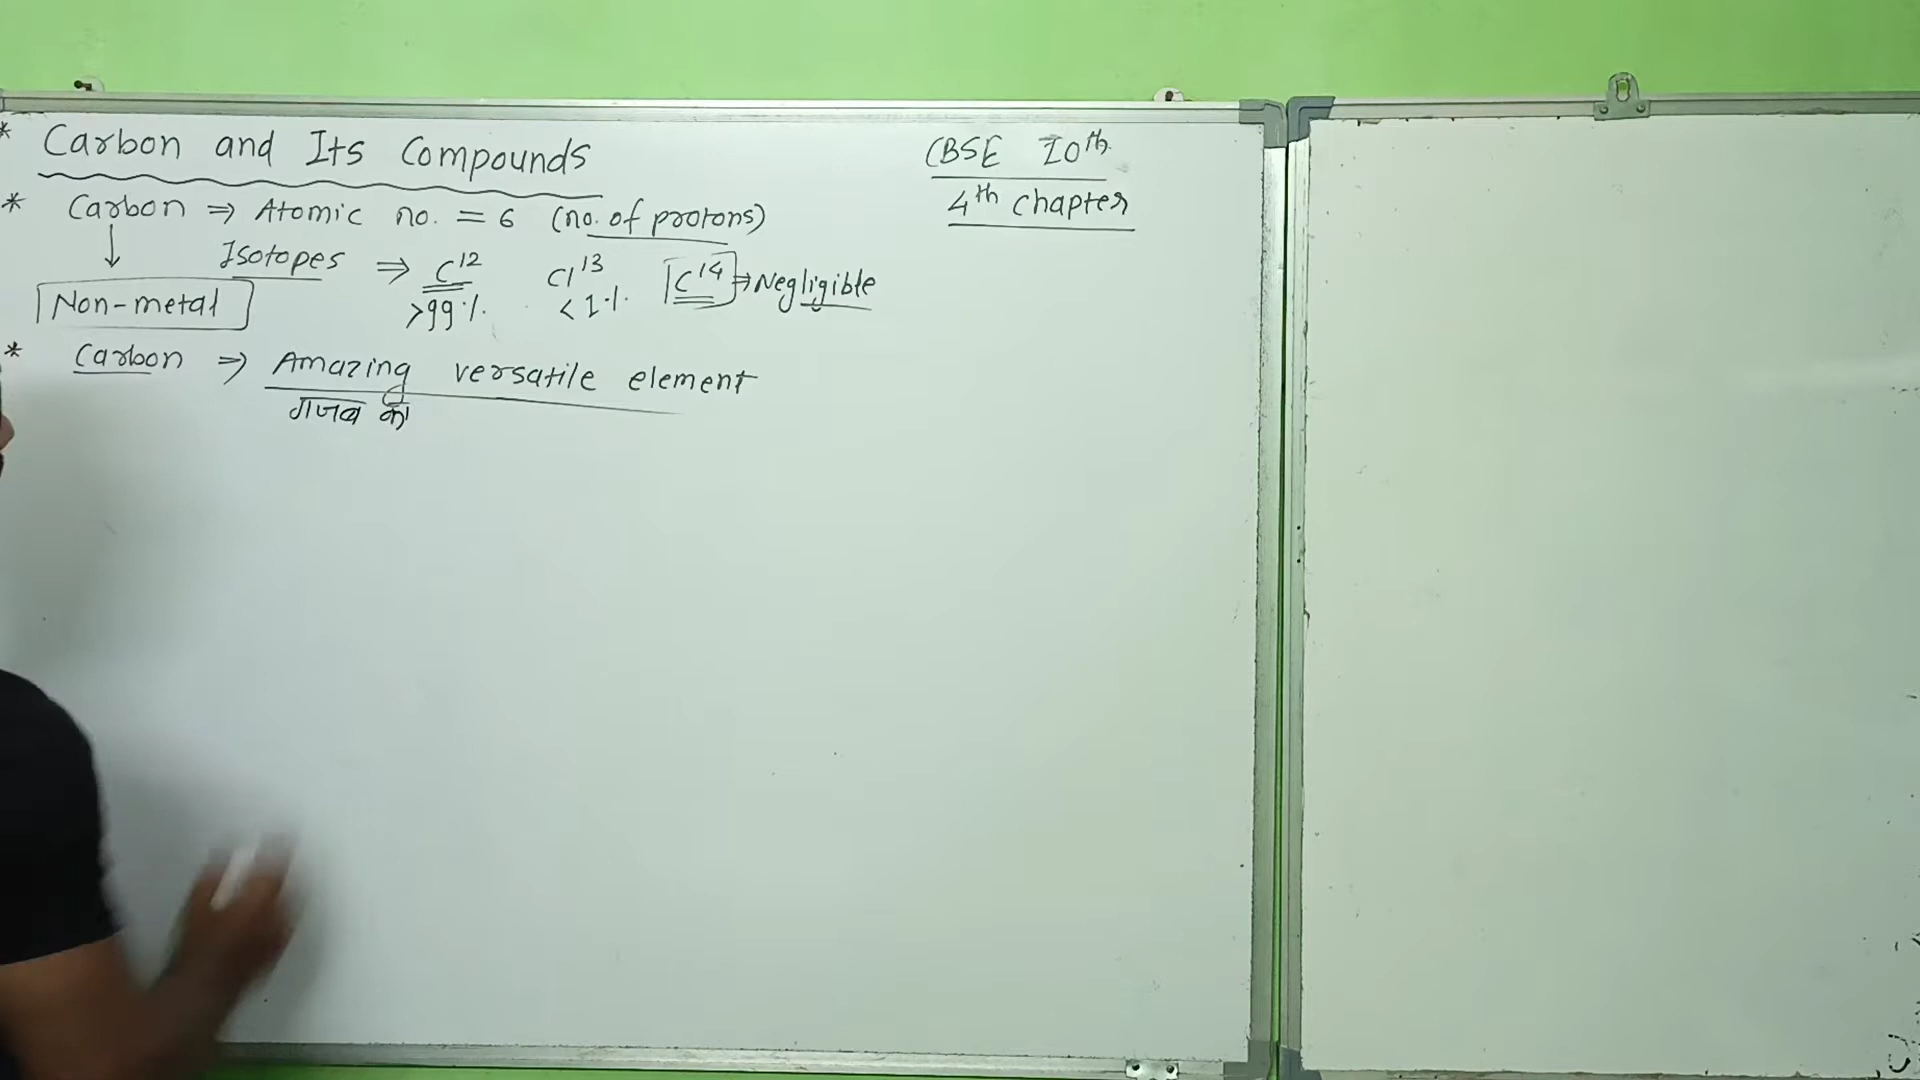 * Carbon and Its Compounds
CBSE 10th
4th chapter
* Carbon ⇒ Atomic no. = 6 (no. of protons)
↓ Isotopes ⇒ C¹² C¹³ C¹⁴ ⇒ Negligible
Non-metal >99% <1%
* Carbon ⇒ Amazing versatile element
गजब का